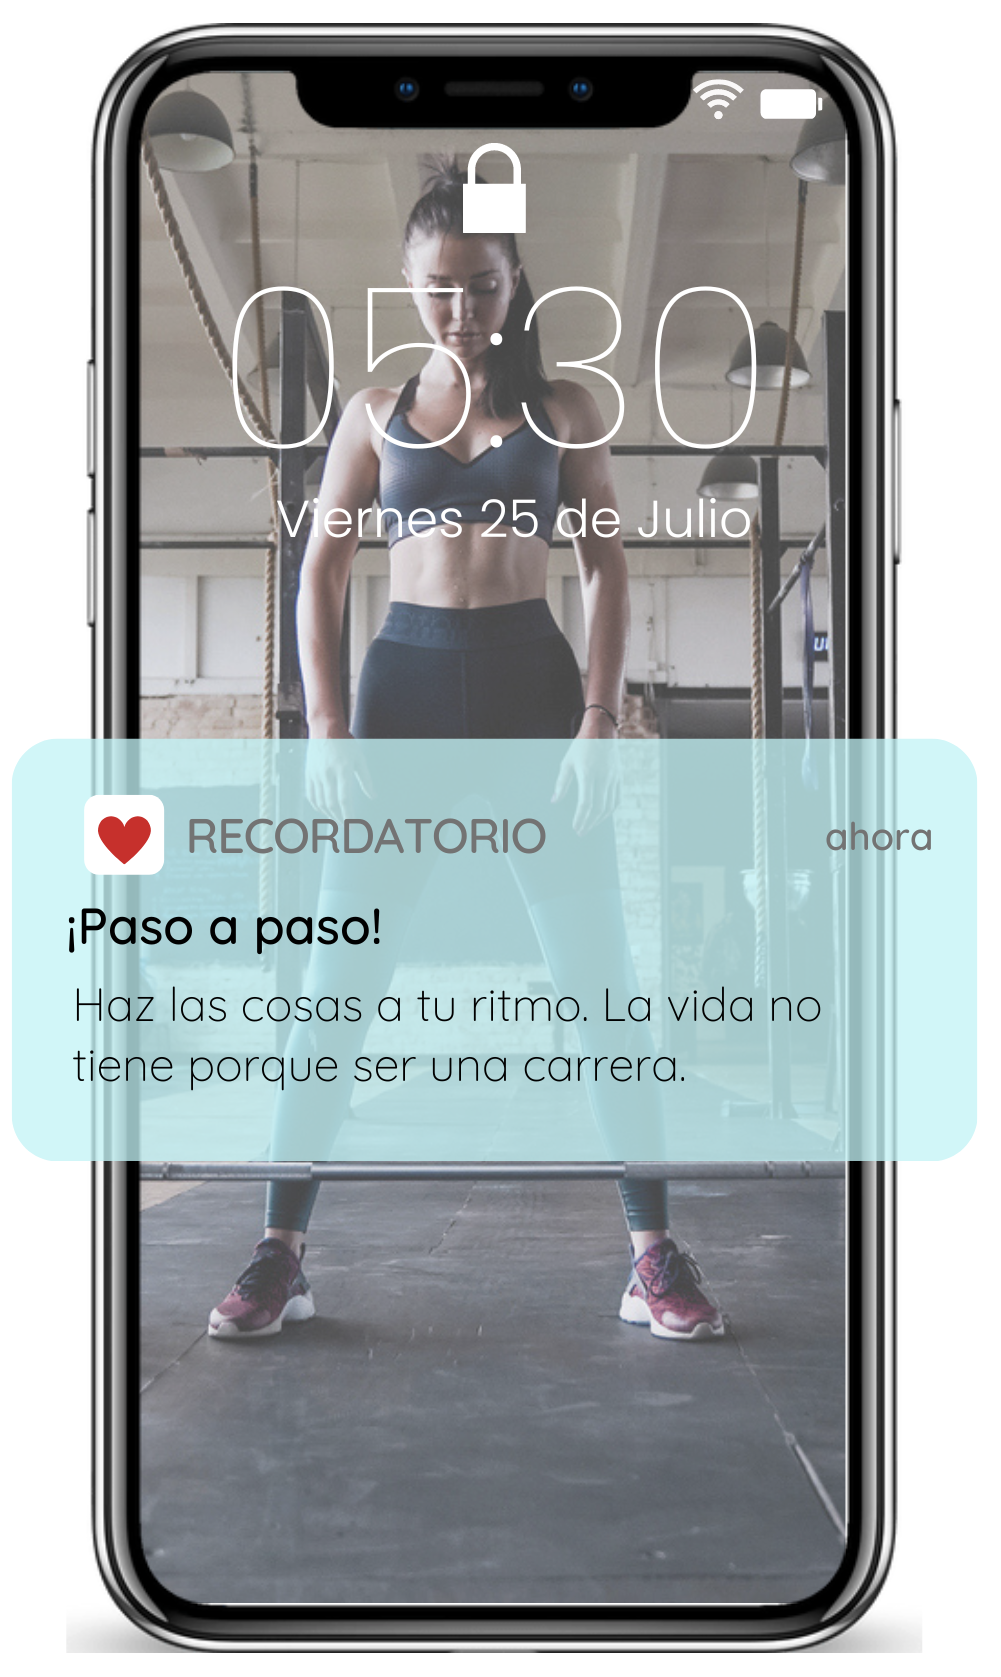 05:30
Viernes 25 de Julio
RECORDATORIO
ahora
¡Paso a paso!
Haz las cosas a tu ritmo. La vida no
tiene porque ser una carrera.